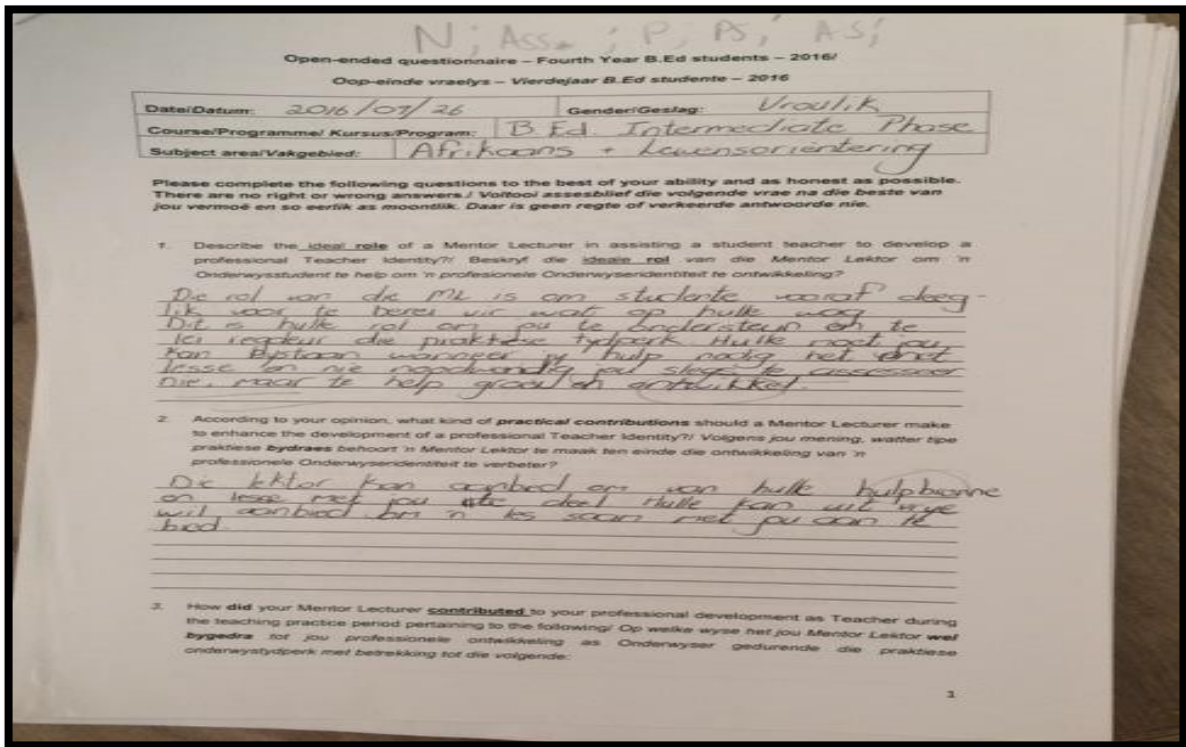 N; Ass. ; P; PS; AS;
Open-ended questionnaire – Fourth Year B.Ed students – 2016/
Oop-einde vraelys – Vierdejaar B.Ed studente – 2016
Date/Datum: 2016/07/26 Gender/Geslag: Vroulik
Course/Programme/ Kursus/Program: B.Ed. Intermediate Phase
Subject area/Vakgebied: Afrikaans + Lewensoriëntering
Please complete the following questions to the best of your ability and as honest as possible.
There are no right or wrong answers./ Voltooi assesblief die volgende vrae na die beste van
jou vermoë en so eerlik as moontlik. Daar is geen regte of verkeerde antwoorde nie.
1. Describe the ideal role of a Mentor Lecturer in assisting a student teacher to develop a
professional Teacher Identity?/ Beskryf die ideale rol van die Mentor Lektor om 'n
Onderwysstudent te help om 'n profesionele Onderwyseridentiteit te ontwikkeling?
Die rol van die ML is om studente vooraf deeg-
lik voor te berei vir wat op hulle wag
Dit is hulle rol om jou te ondersteun en te
lei regdeur die praktiese tydperk. Hulle moet jou
kan bystaan wanneer jy hulp nodig het met
lesse en nie noodwendig jou slegs te assesseer
nie, maar te help groei en ontwikkel.
2. According to your opinion, what kind of practical contributions should a Mentor Lecturer make
to enhance the development of a professional Teacher Identity?/ Volgens jou mening, watter tipe
praktiese bydraes behoort 'n Mentor Lektor te maak ten einde die ontwikkeling van 'n
professionele Onderwyseridentiteit te verbeter?
Die lektor kan aanbied om van hulle hulpbronne
en lesse met jou te deel Hulle kan uit vrye
wil aanbied om 'n les saam met jou aan te
bied.
3. How did your Mentor Lecturer contributed to your professional development as Teacher during
the teaching practice period pertaining to the following/ Op welke wyse het jou Mentor Lektor wel
bygedra tot jou professionele ontwikkeling as Onderwyser gedurende die praktiese
onderwystydperk met betrekking tot die volgende:
1